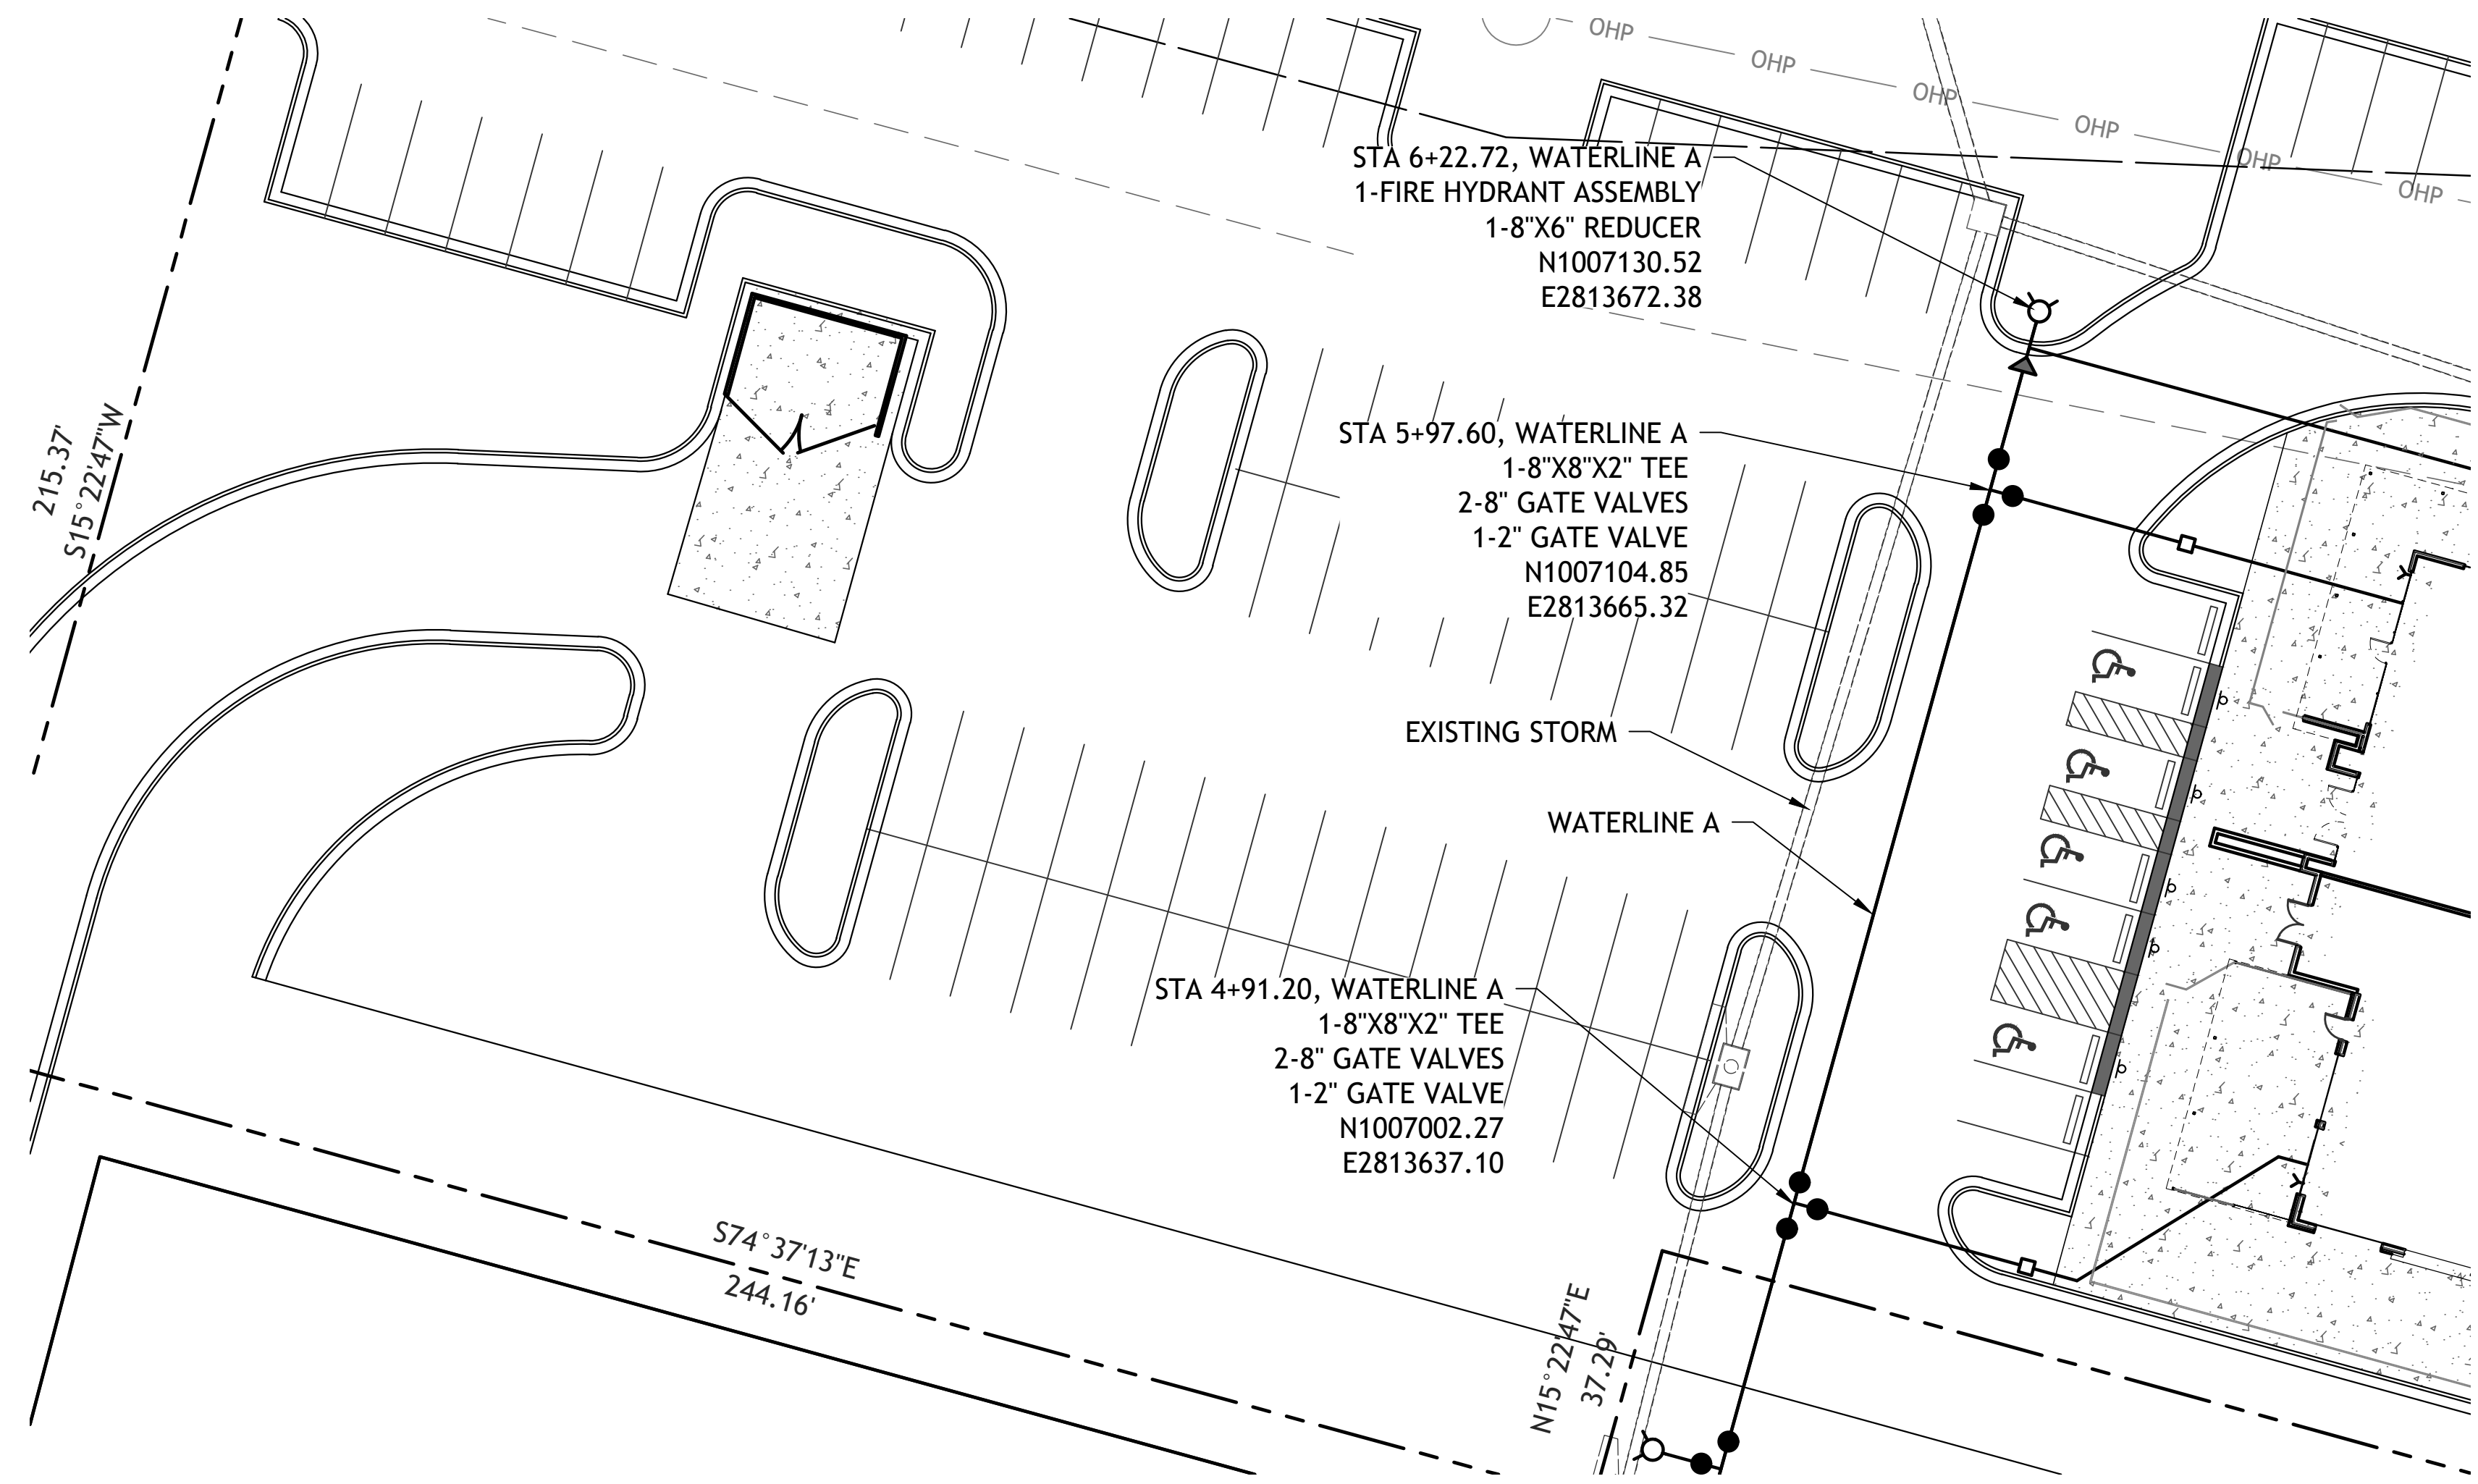 OHP
OHP
OHP
OHP
OHP
OHP
STA 6+22.72, WATERLINE A
1-FIRE HYDRANT ASSEMBLY
1-8"X6" REDUCER
N1007130.52
E2813672.38
215.37'
S15°22'47"W
STA 5+97.60, WATERLINE A
1-8"X8"X2" TEE
2-8" GATE VALVES
1-2" GATE VALVE
N1007104.85
E2813665.32
EXISTING STORM
WATERLINE A
STA 4+91.20, WATERLINE A
1-8"X8"X2" TEE
2-8" GATE VALVES
1-2" GATE VALVE
N1007002.27
E2813637.10
S74°37'13"E
244.16'
N15°22'47"E
37.29'